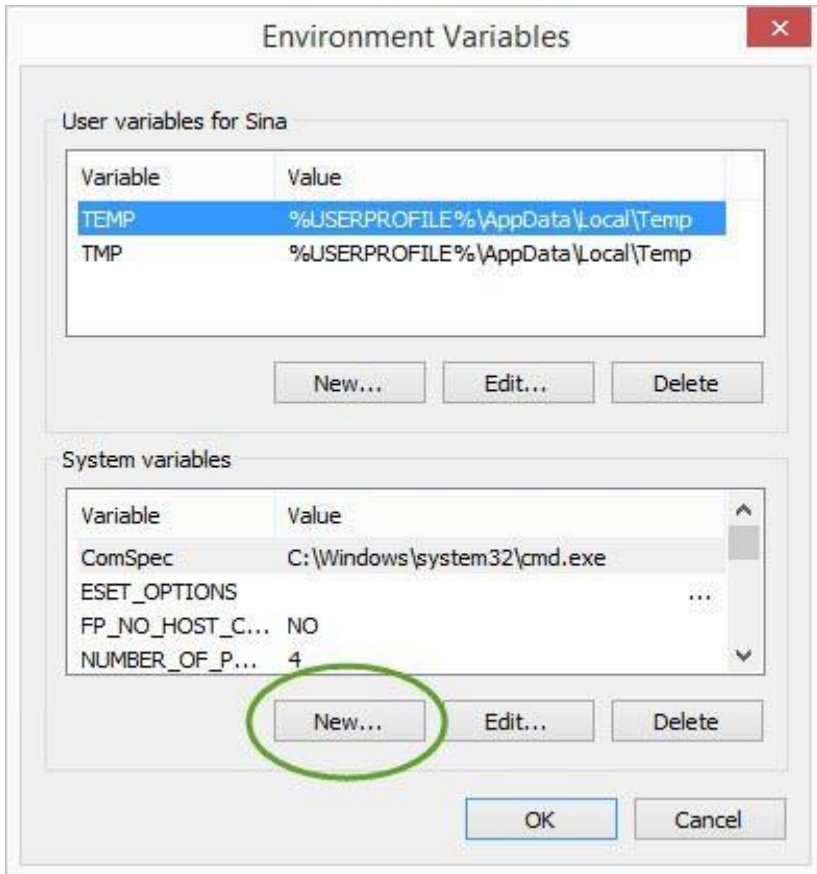 Environment Variables
User variables for Sina
Variable Value
TEMP %USERPROFILE%\AppData\Local\Temp
TMP %USERPROFILE%\AppData\Local\Temp
New... Edit... Delete
System variables
Variable Value
ComSpec C:\Windows\system32\cmd.exe
ESET_OPTIONS ...
FP_NO_HOST_C... NO
NUMBER_OF_P... 4
New... Edit... Delete
OK Cancel